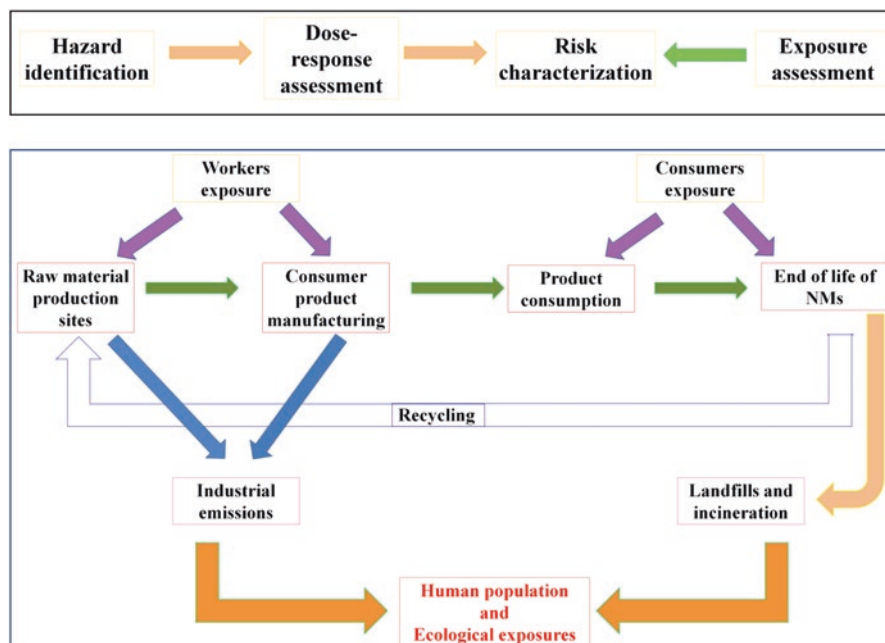 Hazard
identification
Dose-
response
assessment
Risk
characterization
Exposure
assessment
Workers
exposure
Consumers
exposure
Raw material
production
sites
Consumer
product
manufacturing
Product
consumption
End of life of
NMs
Recycling
Industrial
emissions
Landfills and
incineration
Human population
and
Ecological exposures